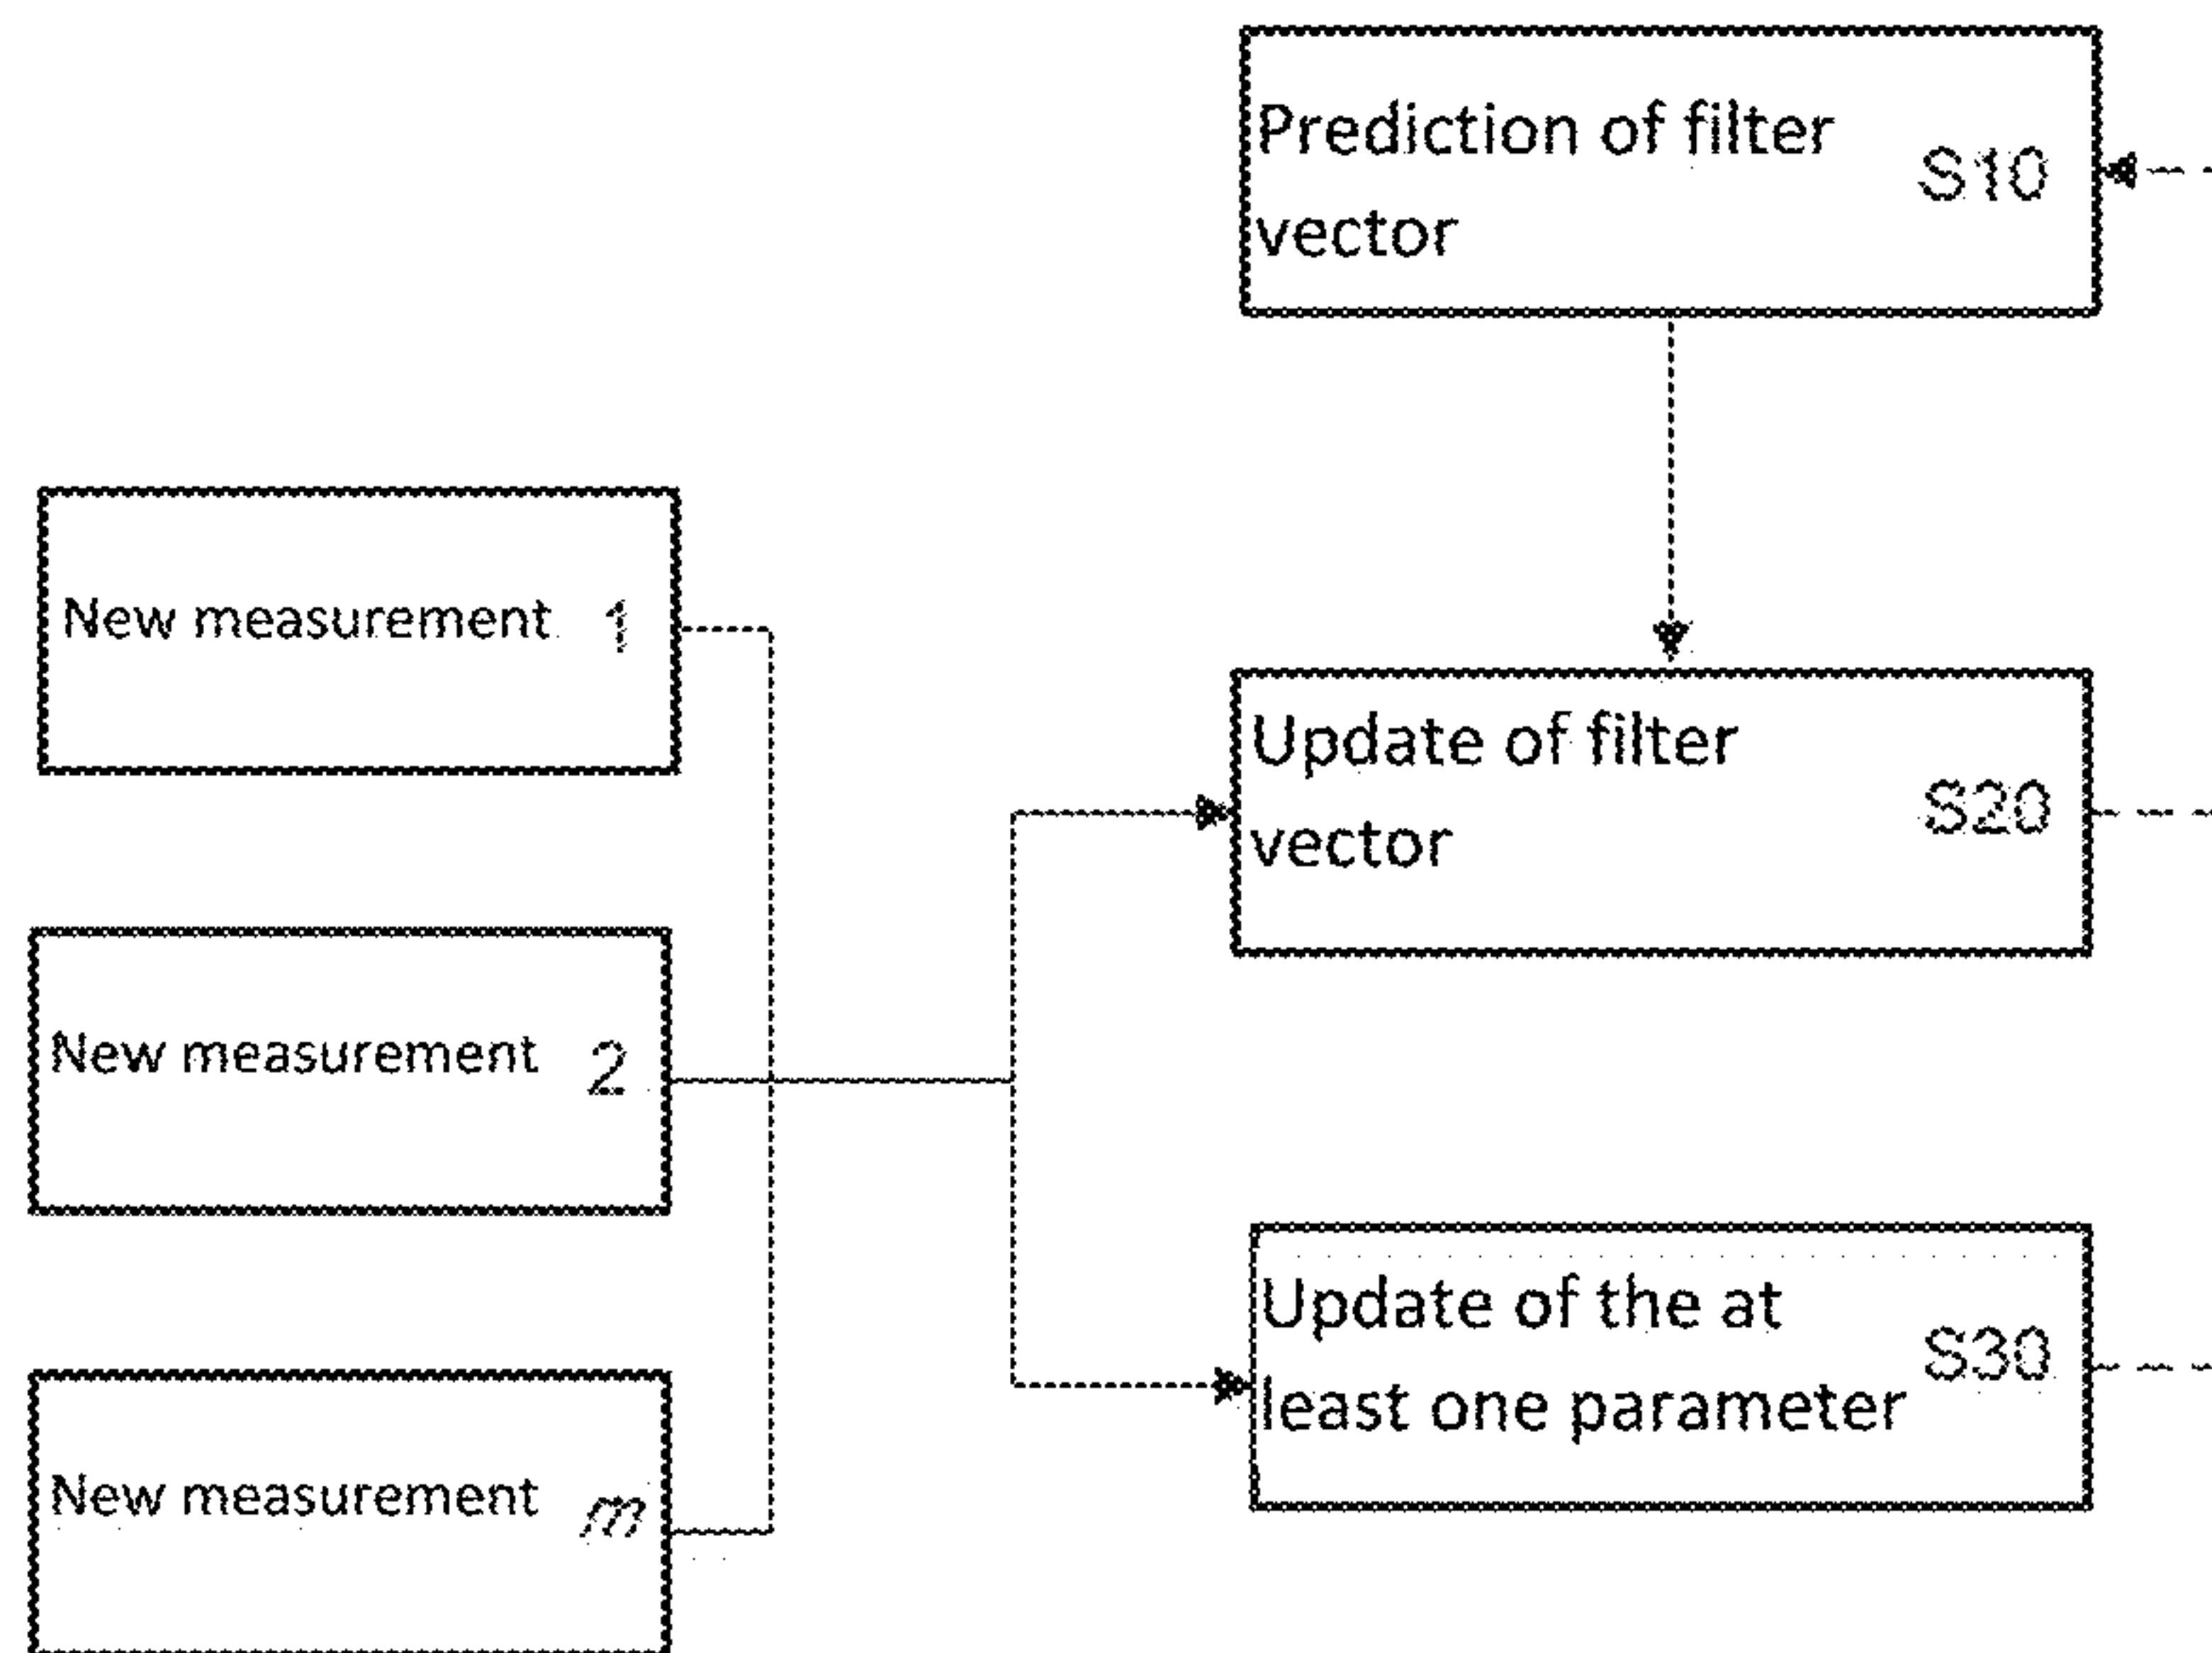 Prediction of filter
vector
S10
New measurement 1
Update of filter
vector
S20
New measurement 2
Update of the at
least one parameter
S30
New measurement m